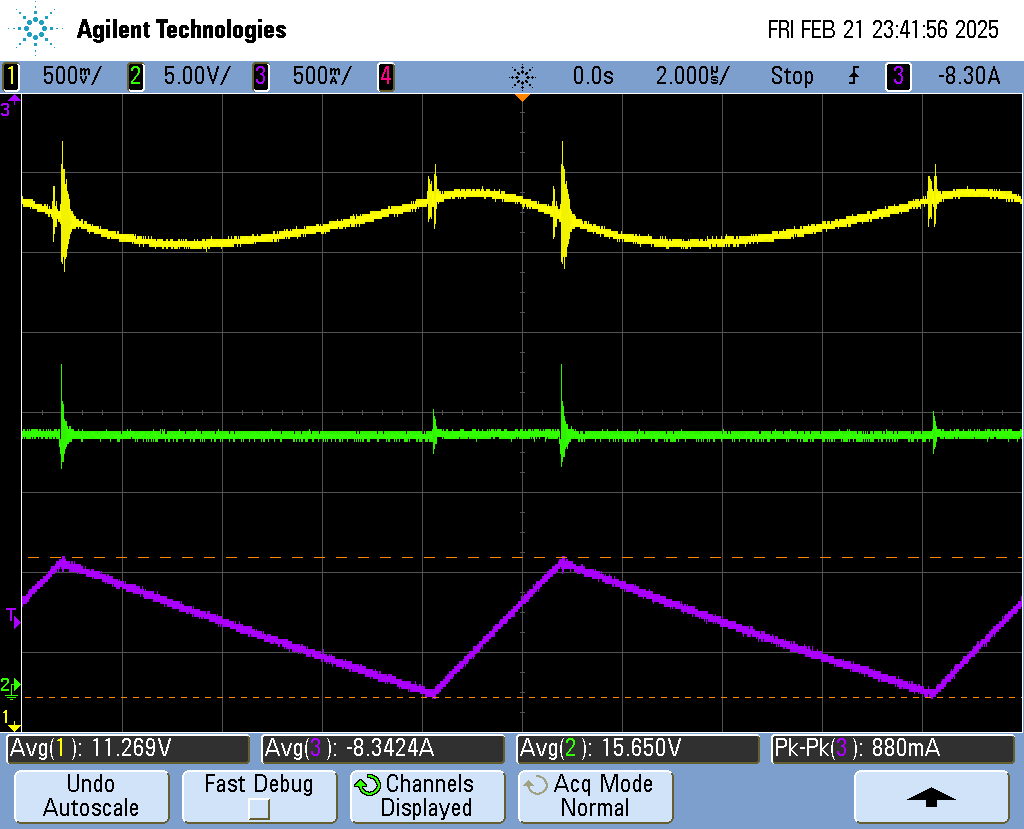 Agilent Technologies
FRI FEB 21 23:41:56 2025
1 500mV/ 2 5.00V/ 3 500mA/ 4 0.0s 2.000us/ Stop 3 -8.30A
3
T
2
1
Avg(1): 11.269V Avg(3): -8.3424A Avg(2): 15.650V Pk-Pk(3): 880mA
Undo Autoscale
Fast Debug
Channels Displayed
Acq Mode Normal